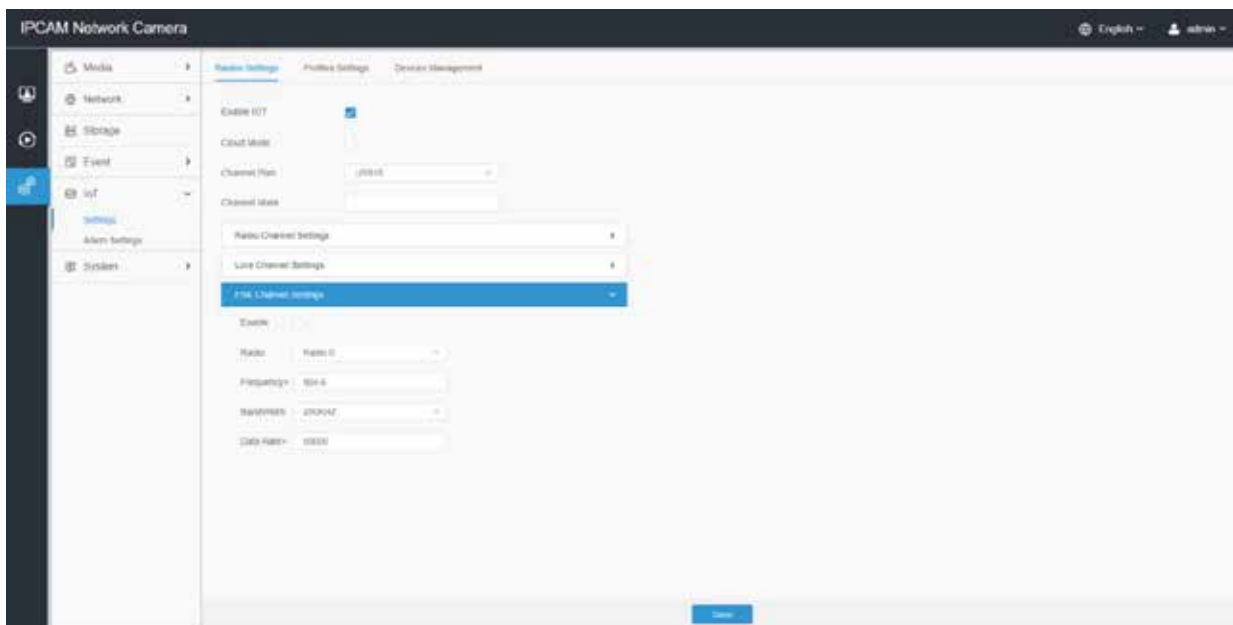 IPCAM Network Camera
English
admin
Media
Network
Storage
Event
IoT
Settings
Alarm Settings
System
Radios Settings Profiles Settings Devices Management
Enable IOT
Cloud Mode
Channel Plan
Channel Mask
Radio Channel Settings
Lora Channel Settings
FSK Channel Settings
Enable
Radio Radio 0
Frequency*
BandWidth
Data Rate*
Save